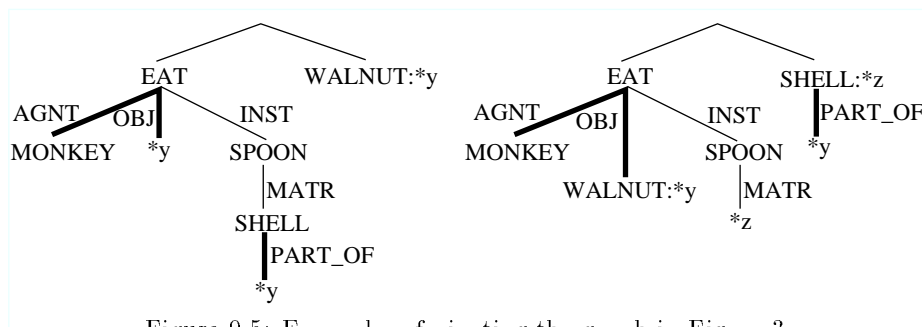 EAT WALNUT:*y EAT SHELL:*z
AGNT OBJ INST AGNT OBJ INST PART_OF
MONKEY *y SPOON MONKEY SPOON *y
MATR WALNUT:*y MATR
SHELL *z
PART_OF
*y